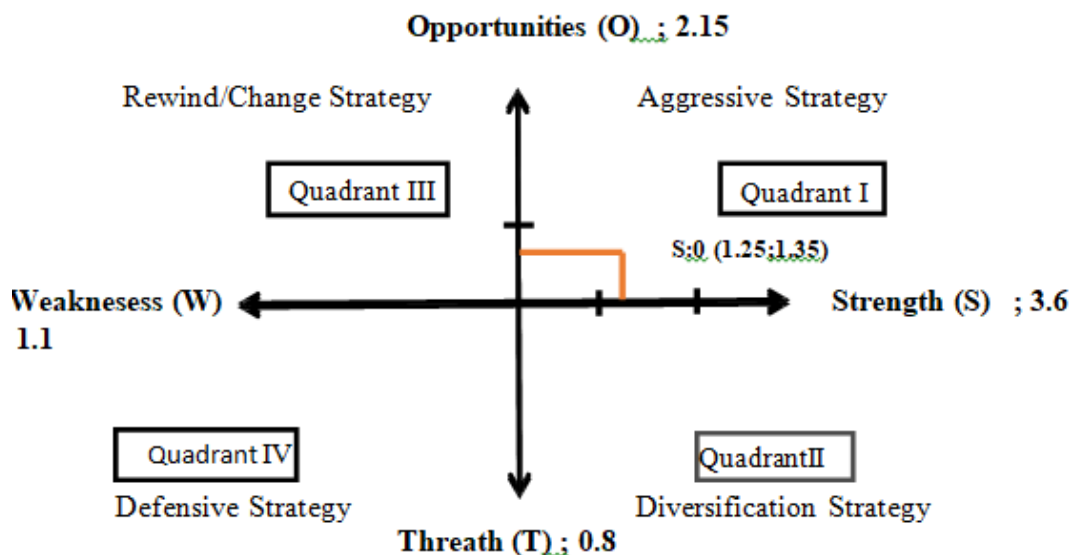 Opportunities (O) ; 2.15
Rewind/Change Strategy
Aggressive Strategy
Quadrant III
Quadrant I
S;0 (1.25;1,35)
Weaknesess (W)
1.1
Strength (S) ; 3.6
Quadrant IV
QuadrantII
Defensive Strategy
Diversification Strategy
Threath (T) ; 0.8